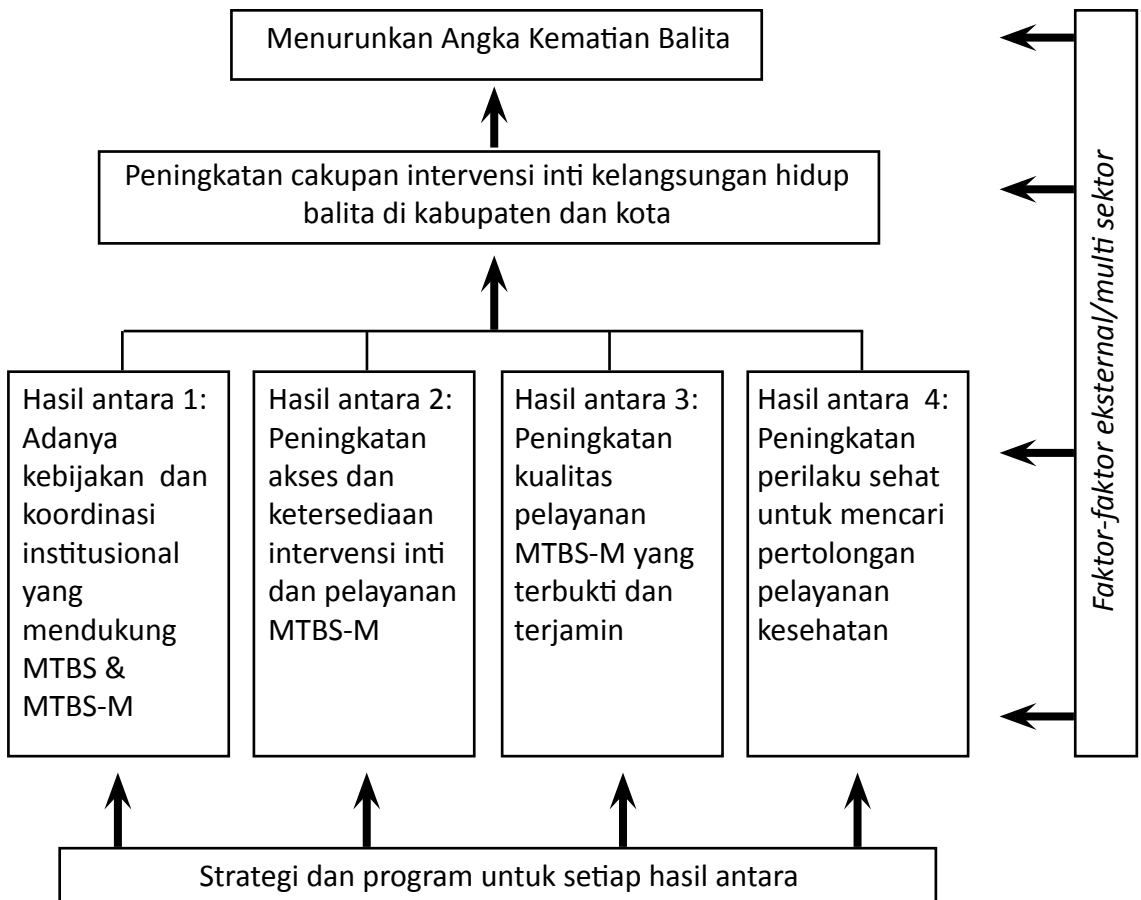 Menurunkan Angka Kematian Balita
Peningkatan cakupan intervensi inti kelangsungan hidup
balita di kabupaten dan kota
Hasil antara 1:
Adanya
kebijakan dan
koordinasi
institusional
yang
mendukung
MTBS &
MTBS-M
Hasil antara 2:
Peningkatan
akses dan
ketersediaan
intervensi inti
dan pelayanan
MTBS-M
Hasil antara 3:
Peningkatan
kualitas
pelayanan
MTBS-M yang
terbukti dan
terjamin
Hasil antara 4:
Peningkatan
perilaku sehat
untuk mencari
pertolongan
pelayanan
kesehatan
Strategi dan program untuk setiap hasil antara
Faktor-faktor eksternal/multi sektor